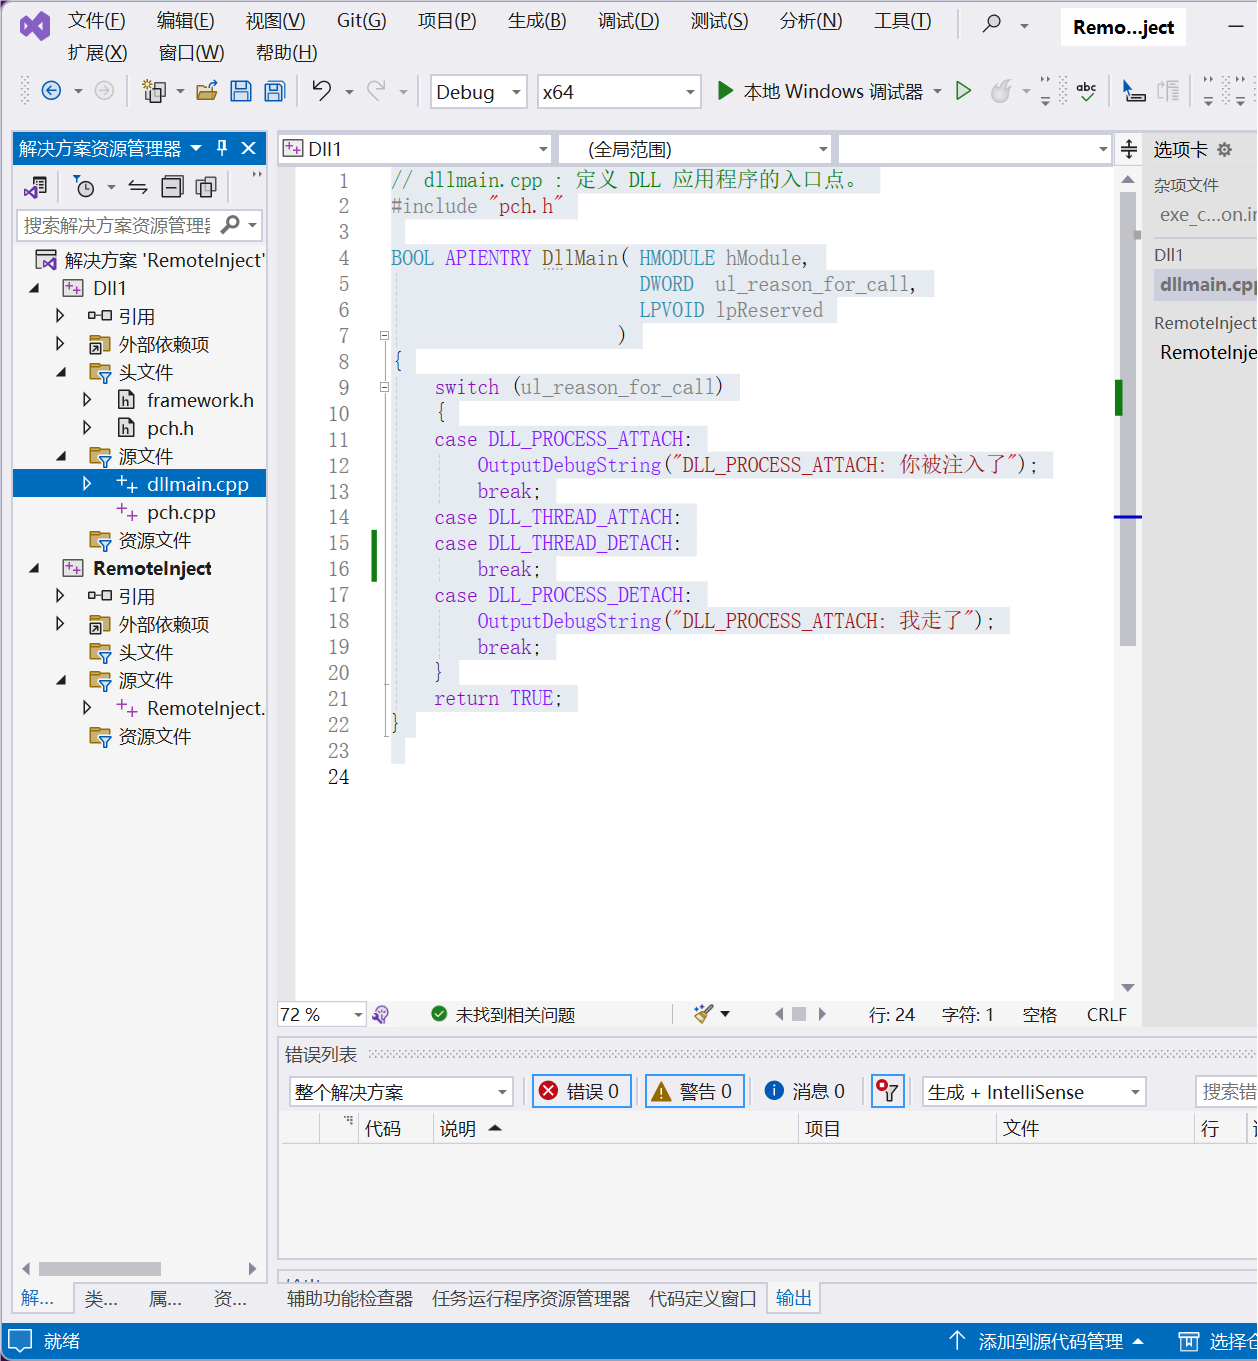 文件(F) 编辑(E) 视图(V) Git(G) 项目(P) 生成(B) 调试(D) 测试(S) 分析(N) 工具(T) Remo...ject
扩展(X) 窗口(W) 帮助(H)
Debug x64 本地 Windows 调试器 abc
解决方案资源管理器
搜索解决方案资源管理
解决方案 'RemoteInject'
Dll1
引用
外部依赖项
头文件
framework.h
pch.h
源文件
dllmain.cpp
pch.cpp
资源文件
RemoteInject
引用
外部依赖项
头文件
源文件
RemoteInject.
资源文件
解... 类... 属... 资...
Dll1 (全局范围)
1 // dllmain.cpp : 定义 DLL 应用程序的入口点。
2 #include "pch.h"
3
4 BOOL APIENTRY DllMain( HMODULE hModule,
5 DWORD  ul_reason_for_call,
6 LPVOID lpReserved
7 )
8 {
9 switch (ul_reason_for_call)
10 {
11 case DLL_PROCESS_ATTACH:
12 OutputDebugString("DLL_PROCESS_ATTACH: 你被注入了");
13 break;
14 case DLL_THREAD_ATTACH:
15 case DLL_THREAD_DETACH:
16 break;
17 case DLL_PROCESS_DETACH:
18 OutputDebugString("DLL_PROCESS_ATTACH: 我走了");
19 break;
20 }
21 return TRUE;
22 }
23
24
选项卡
杂项文件
exe_c...on.in
Dll1
dllmain.cpp
RemoteInject
RemoteInje
72 % 未找到相关问题 行: 24 字符: 1 空格 CRLF
错误列表
整个解决方案 错误 0 警告 0 消息 0 生成 + IntelliSense 搜索错
代码 说明 项目 文件 行
辅助功能检查器 任务运行程序资源管理器 代码定义窗口 输出
就绪 添加到源代码管理 选择